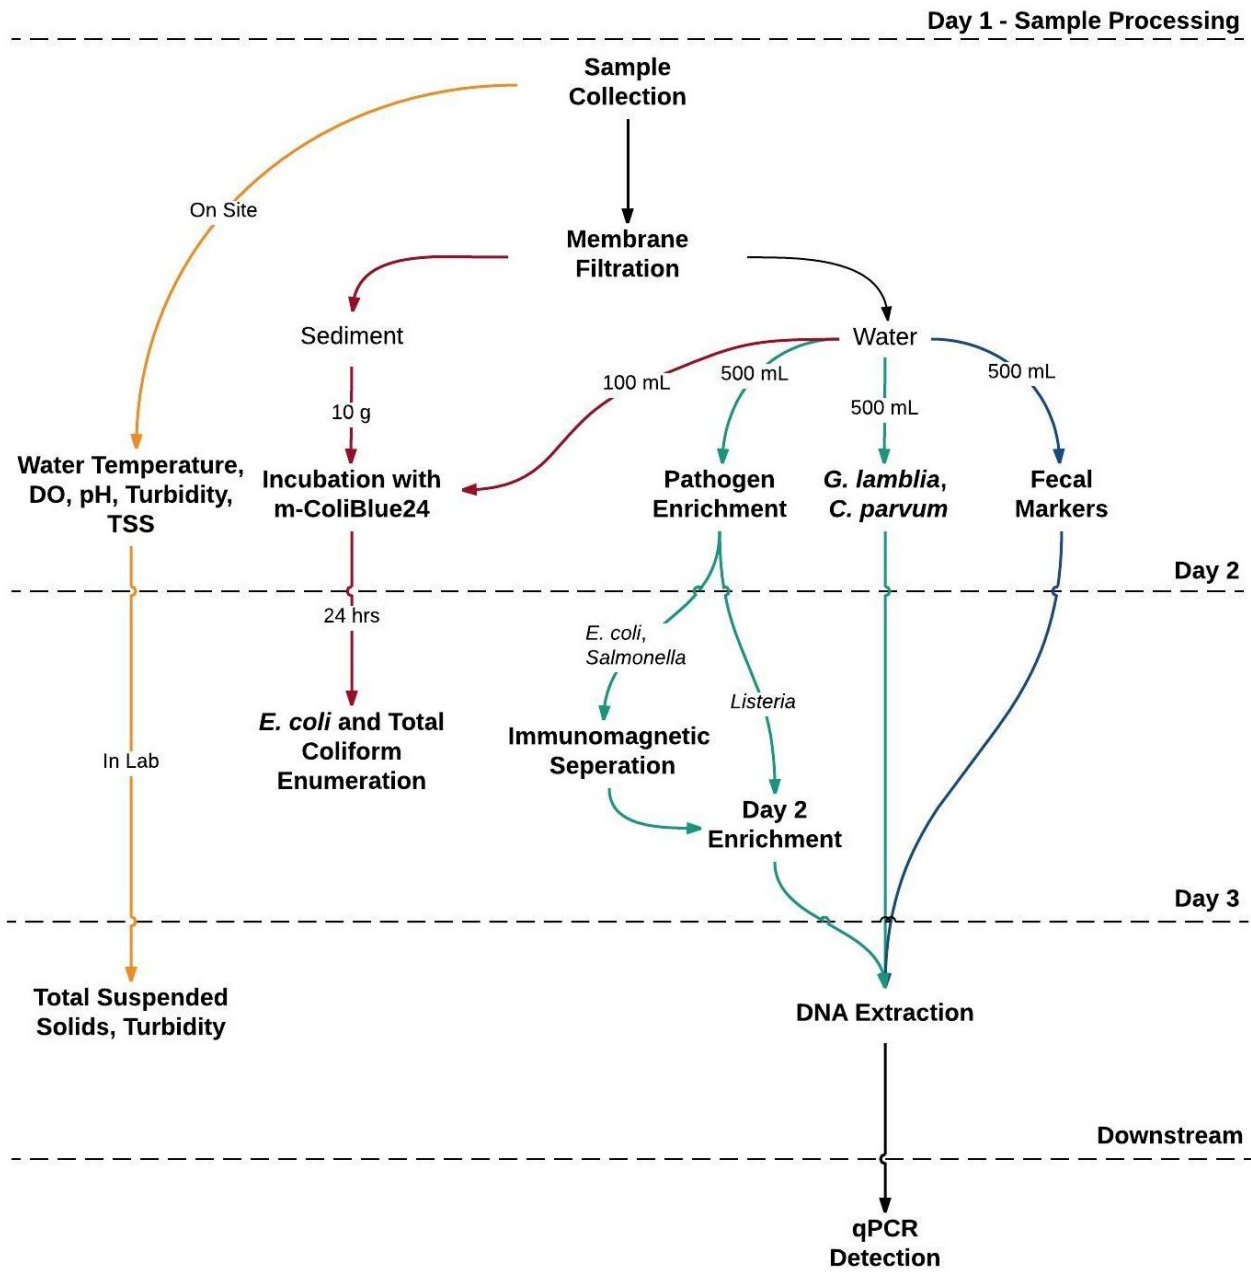 Day 1 - Sample Processing
Sample
Collection
On Site
Membrane
Filtration
Sediment
Water
100 mL
500 mL
500 mL
500 mL
10 g
Water Temperature,
DO, pH, Turbidity,
TSS
Incubation with
m-ColiBlue24
Pathogen
Enrichment
G. lamblia,
C. parvum
Fecal
Markers
Day 2
24 hrs
E. coli,
Salmonella
Listeria
E. coli and Total
Coliform
Enumeration
Immunomagnetic
Seperation
In Lab
Day 2
Enrichment
Day 3
Total Suspended
Solids, Turbidity
DNA Extraction
Downstream
qPCR
Detection